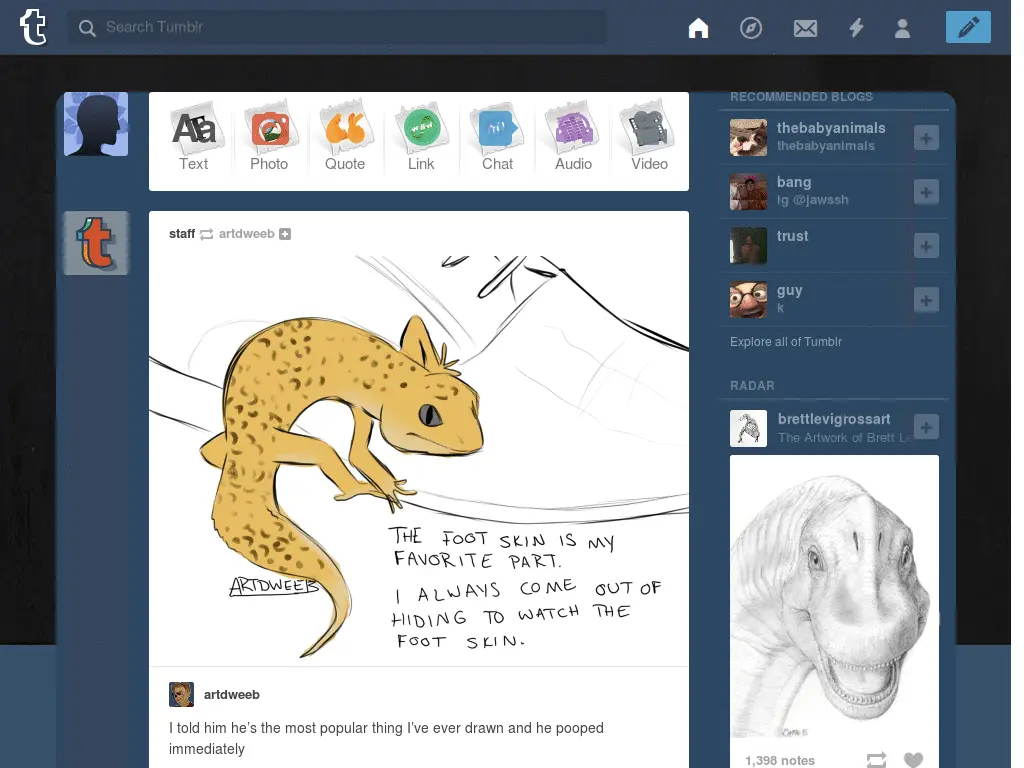 Search Tumblr
Text
Photo
Quote
Link
Chat
Audio
Video
staff artdweeb
THE FOOT SKIN IS MY
FAVORITE PART.
I ALWAYS COME OUT OF
HIDING TO WATCH THE
FOOT SKIN.
ARTDWEEB
artdweeb
I told him he's the most popular thing I've ever drawn and he pooped
immediately
RECOMMENDED BLOGS
thebabyanimals
thebabyanimals
bang
ig @jawssh
trust
guy
k
Explore all of Tumblr
RADAR
brettlevigrossart
The Artwork of Brett Le
1,398 notes